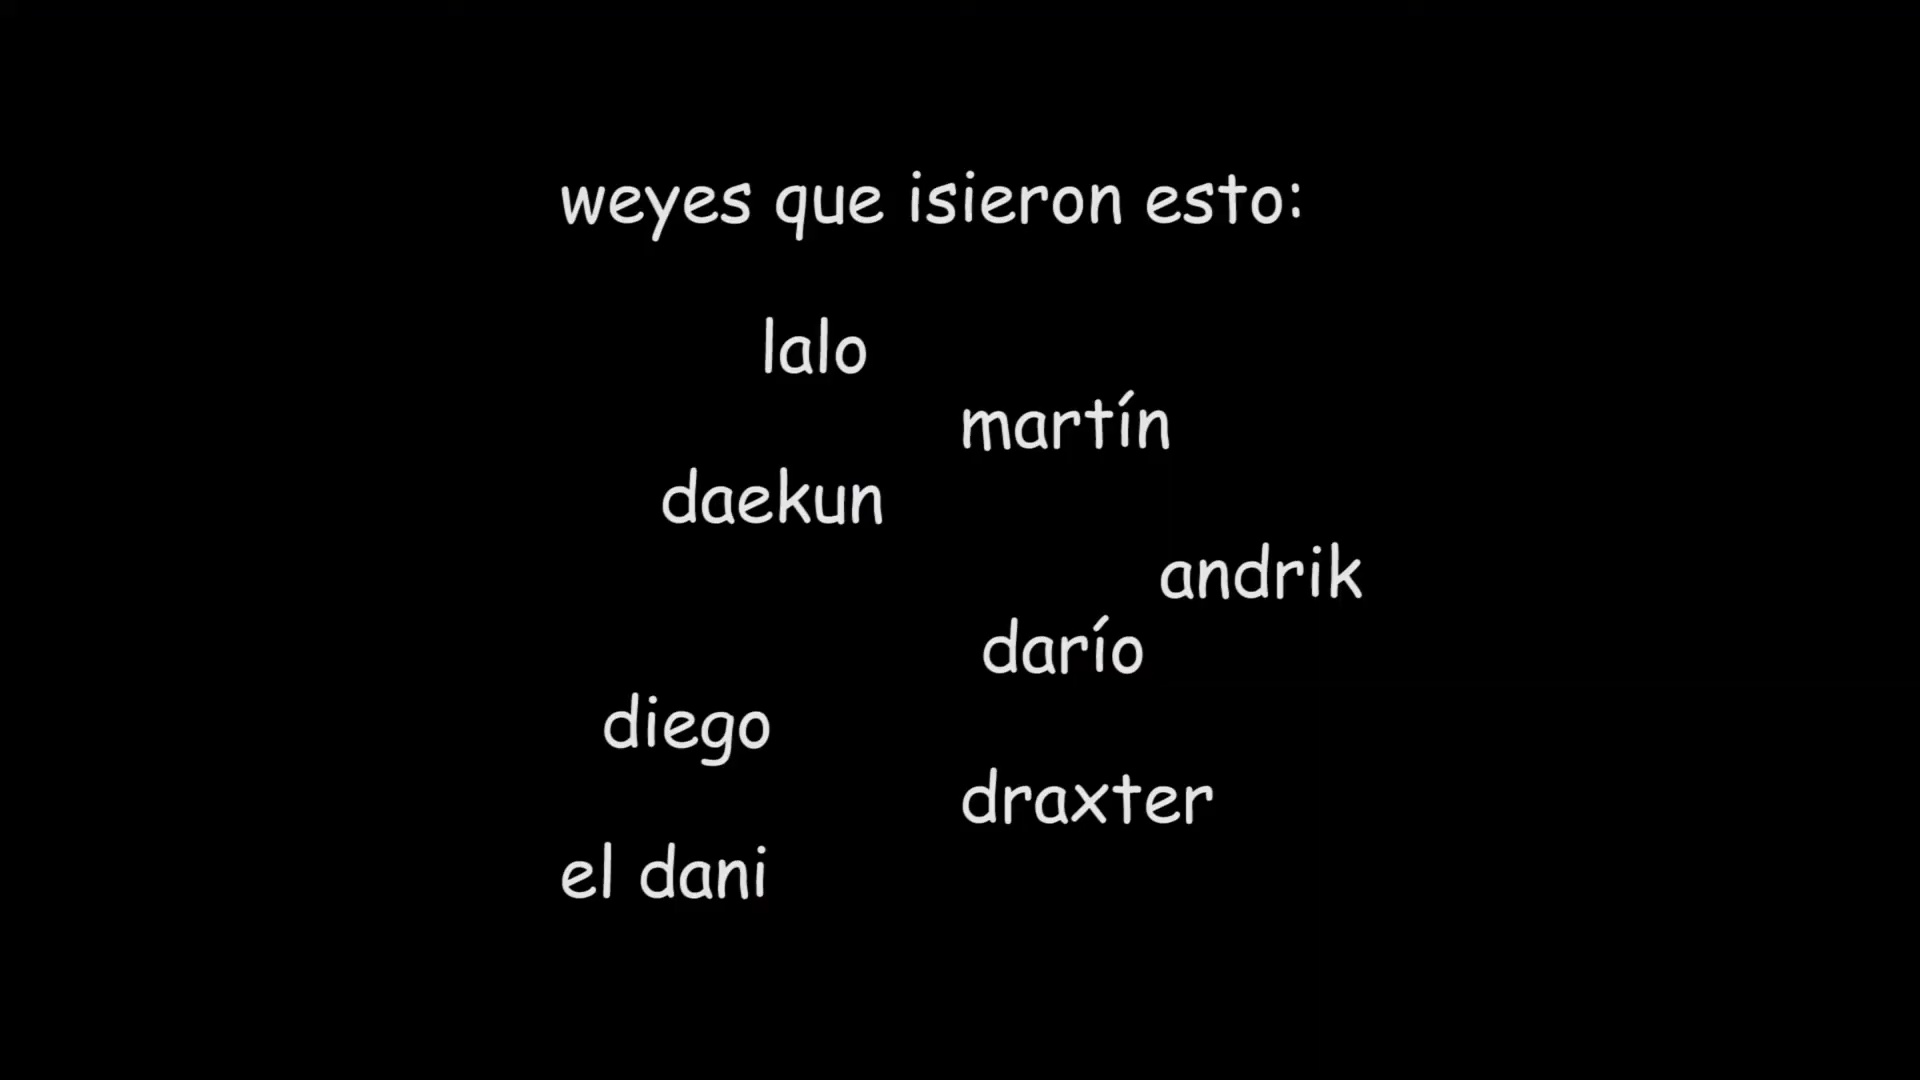 weyes que isieron esto:
lalo
martín
daekun
andrik
darío
diego
draxter
el dani